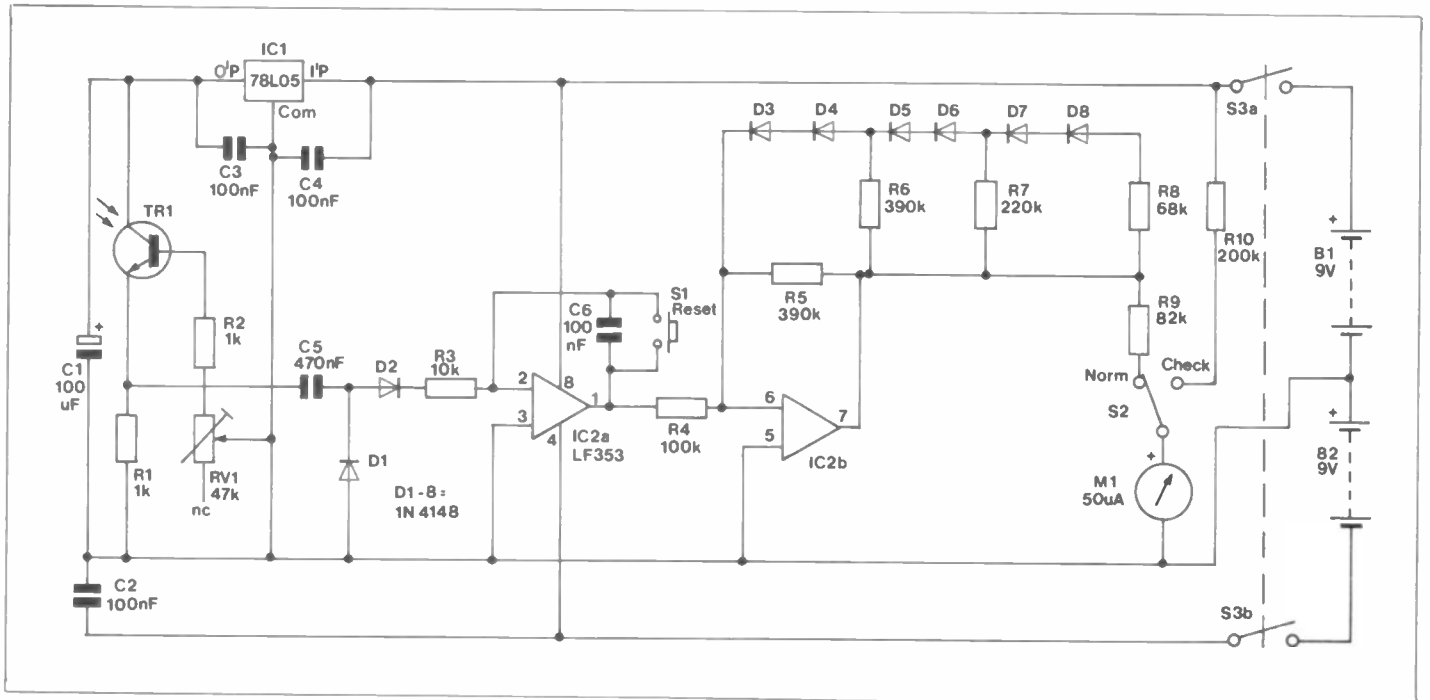 IC1
O'P
78L05
I'P
Com
C3
100nF
C4
100nF
TR1
R2
1k
C1
100
uF
+
R1
1k
RV1
47k
nc
C2
100nF
C5
470nF
D2
R3
10k
D1
D1-8=
1N4148
C6
100
nF
S1
Reset
2
3
8
4
1
IC2a
LF353
R4
100k
D3
D4
D5
D6
D7
D8
R6
390k
R7
220k
R8
68k
R5
390k
6
5
7
IC2b
R9
82k
R10
200k
Norm
Check
S2
+
M1
50uA
S3a
S3b
+
B1
9V
+
B2
9V